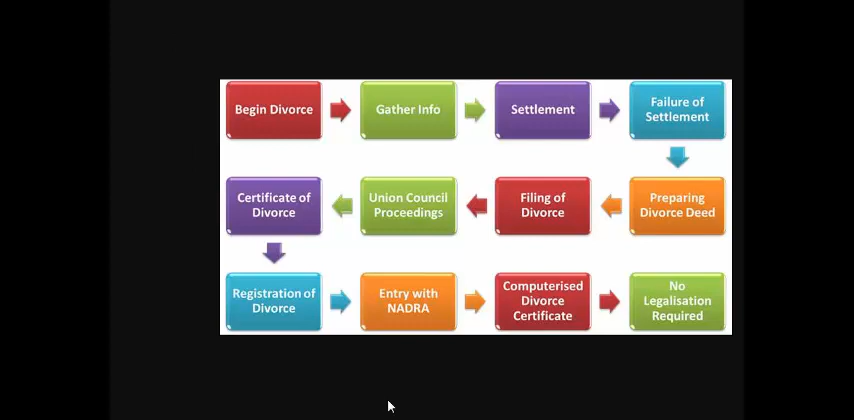 Begin Divorce
Gather Info
Settlement
Failure of
Settlement
Preparing
Divorce Deed
Filing of
Divorce
Union Council
Proceedings
Certificate of
Divorce
Registration of
Divorce
Entry with
NADRA
Computerised
Divorce
Certificate
No
Legalisation
Required